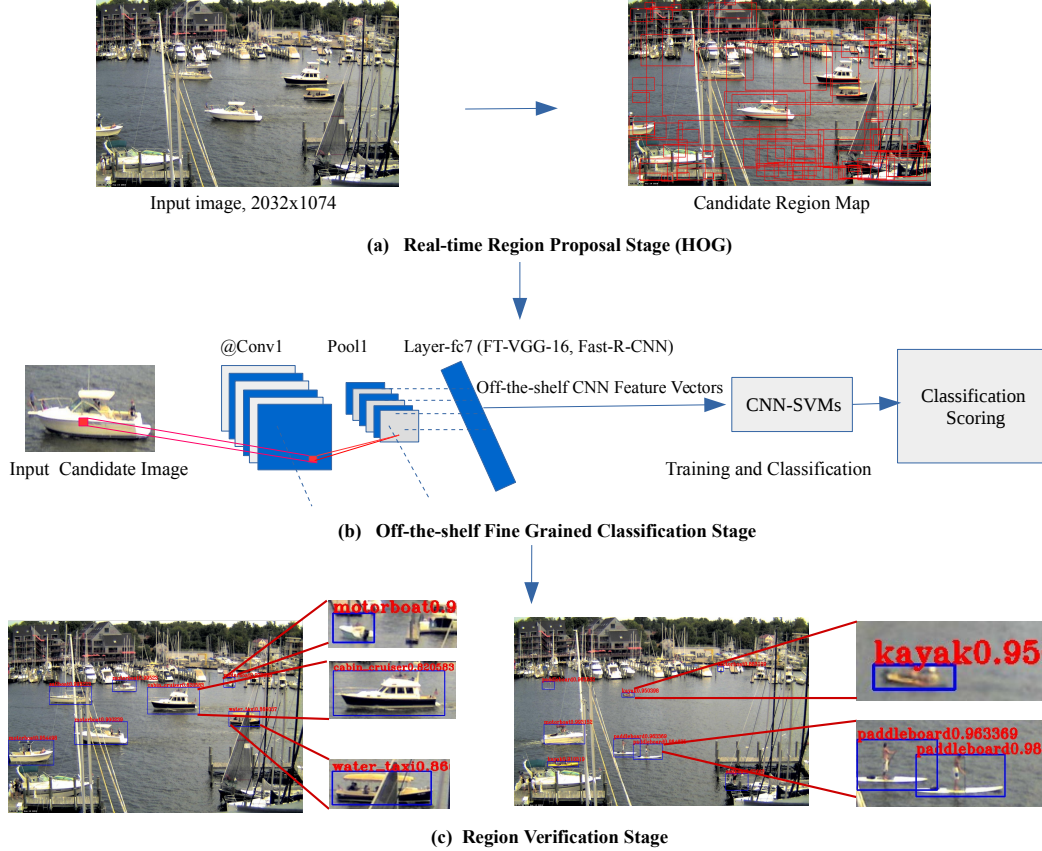 Input image, 2032x1074
Candidate Region Map
(a) Real-time Region Proposal Stage (HOG)
@Conv1
Pool1
Layer-fc7 (FT-VGG-16, Fast-R-CNN)
Off-the-shelf CNN Feature Vectors
CNN-SVMs
Classification
Scoring
Input Candidate Image
Training and Classification
(b) Off-the-shelf Fine Grained Classification Stage
motorboat0.9
cabin_cruiser0.620583
water_taxi0.86
kayak0.95
paddleboard0.963369
paddleboard0.98
(c) Region Verification Stage